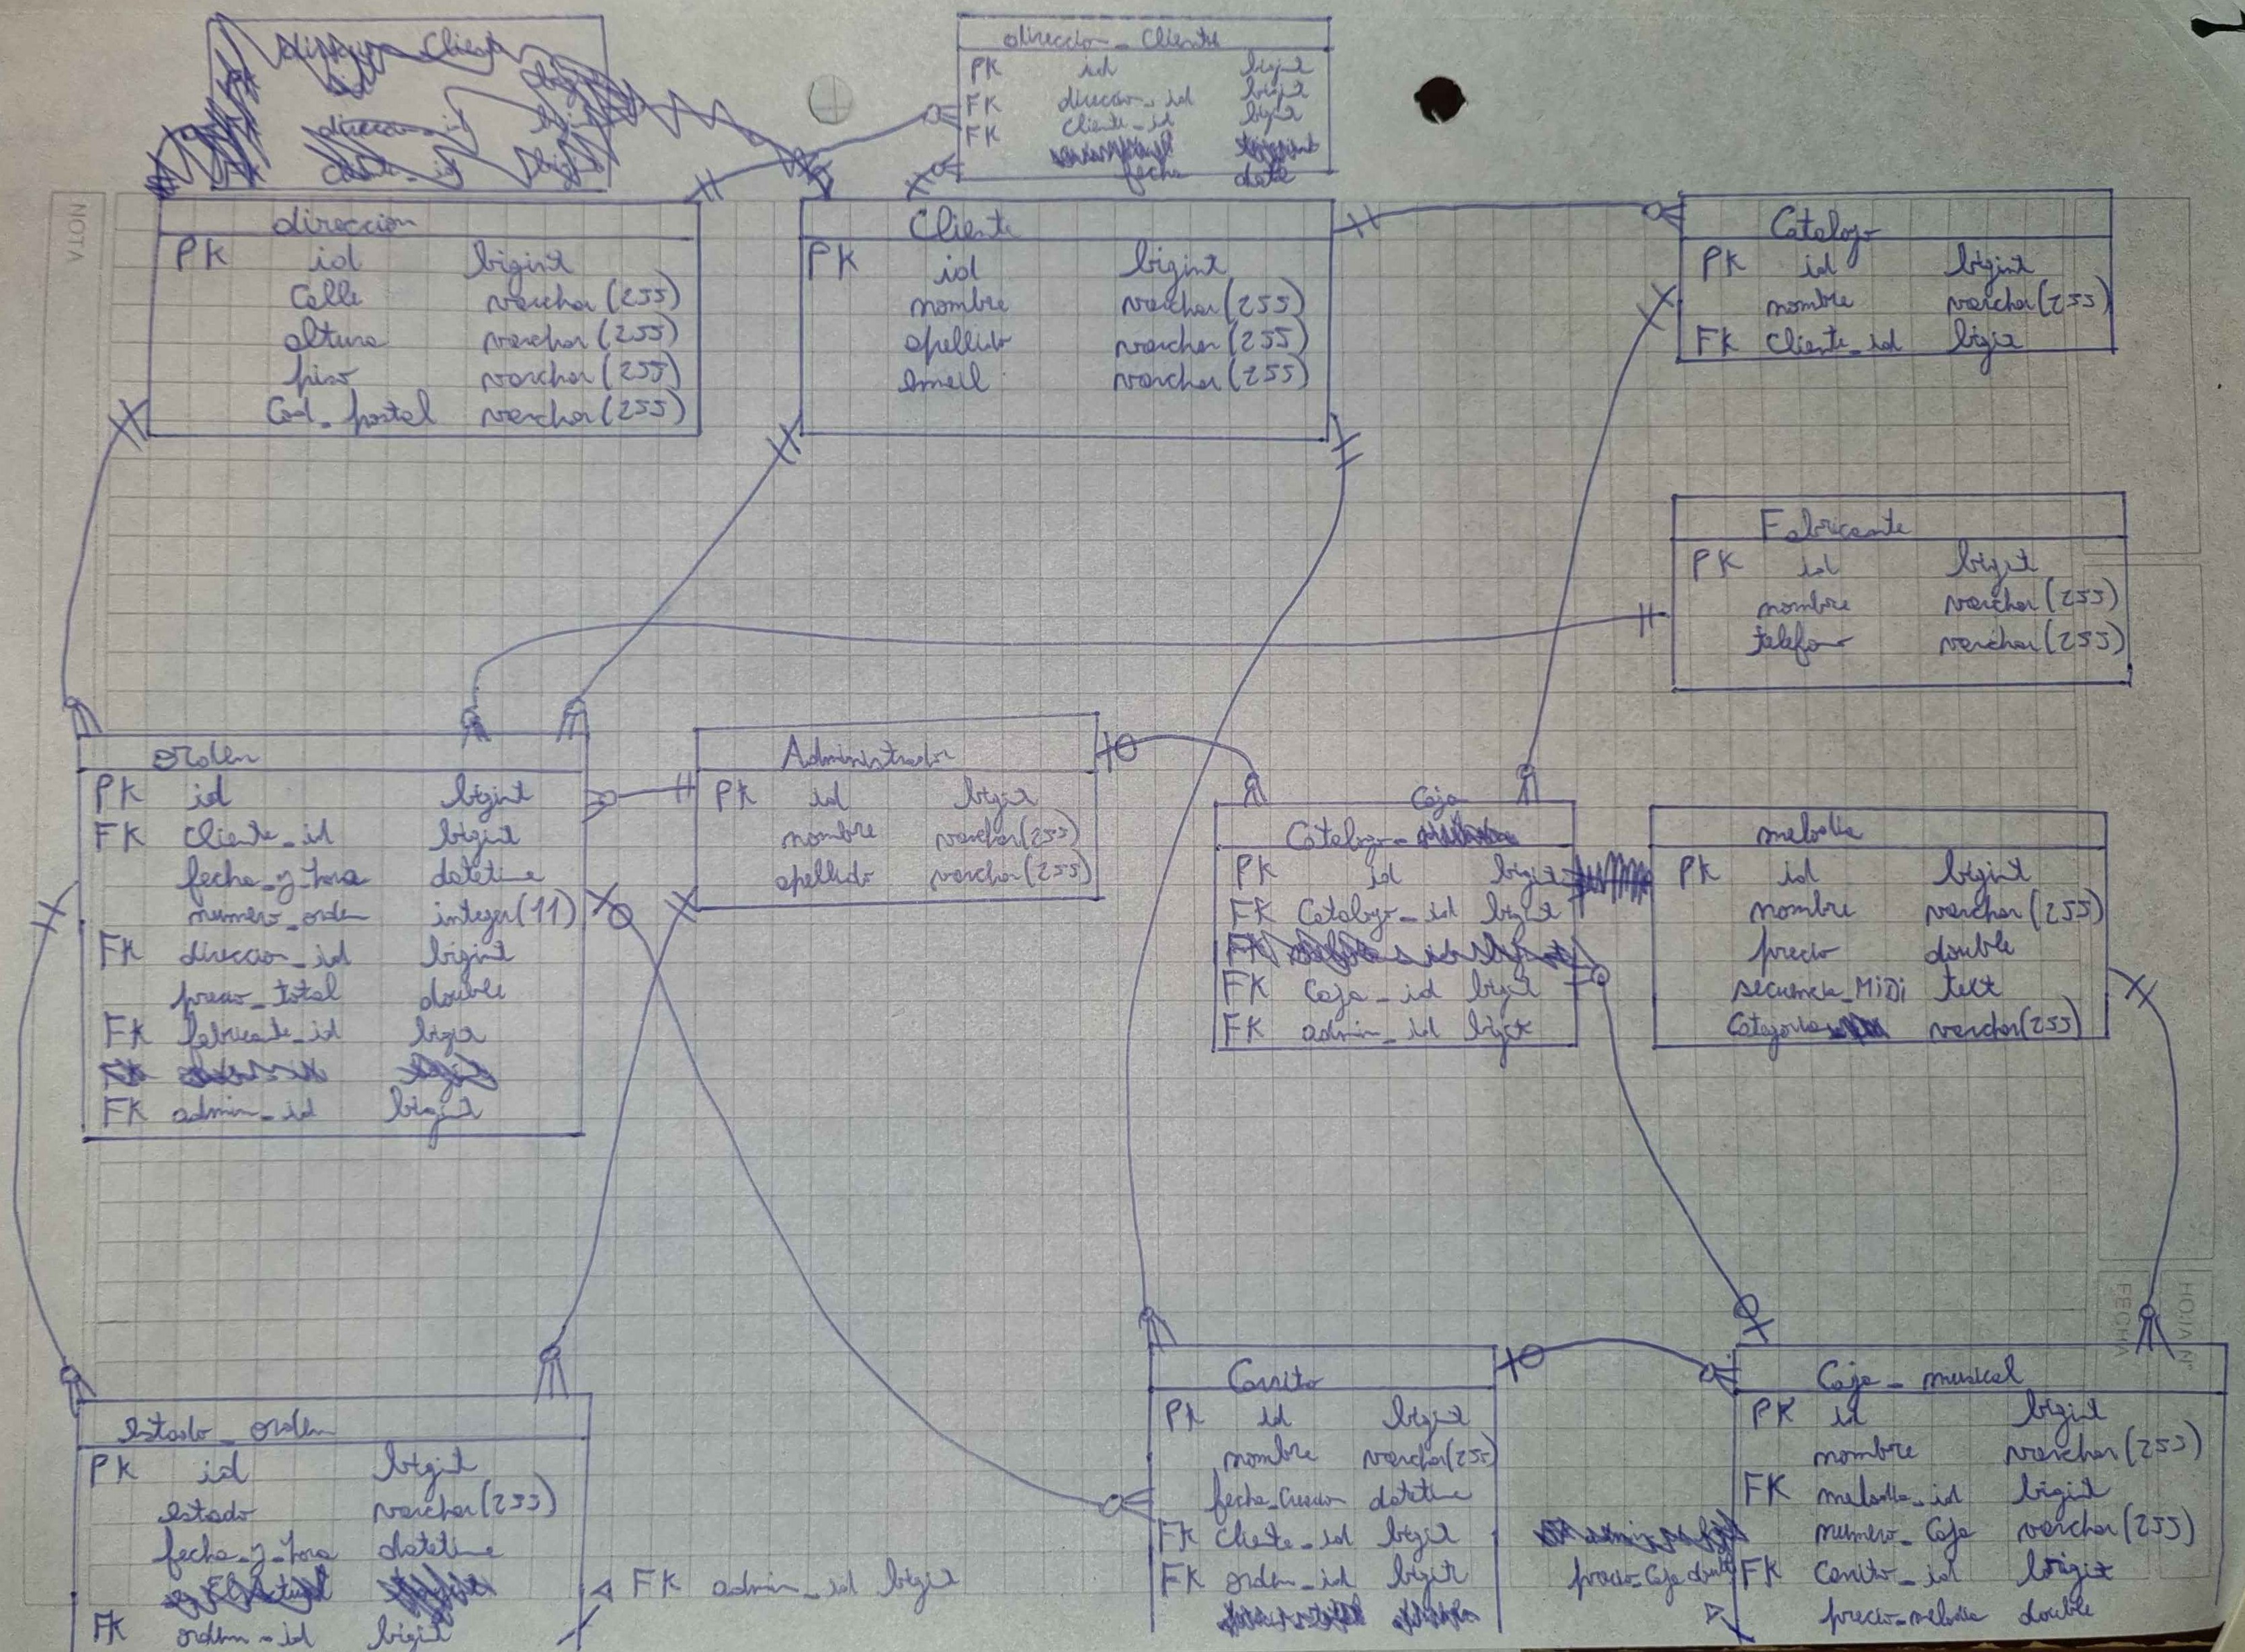 direccion_Cliente
PK id bigint
FK direccion_id bigint
FK Cliente_id bigint
fecha date
NOTA
direccion
PK id bigint
Calle varchar(255)
altura varchar(255)
piso varchar(255)
Cod_postal varchar(255)
Cliente
PK id bigint
nombre varchar(255)
apellido varchar(255)
email varchar(255)
Catalogo
PK id bigint
nombre varchar(255)
FK Cliente_id bigint
Fabricante
PK id bigint
nombre varchar(255)
telefono varchar(255)
orden
PK id bigint
FK Cliente_id bigint
fecha_y_hora datetime
numero_orden integer(11)
FK direccion_id bigint
precio_total double
FK fabricante_id bigint
FK admin_id bigint
Administrador
PK id bigint
nombre varchar(255)
apellido varchar(255)
Caja
Catalogo_
PK id bigint
FK Catalogo_id bigint
FK Caja_id bigint
FK admin_id bigint
melodia
PK id bigint
nombre varchar(255)
precio double
secuencia_MiDi text
Categoria varchar(255)
HOJA Nº
FECHA
estado_orden
PK id bigint
estado varchar(255)
fecha_y_hora datetime
FK orden_id bigint
FK admin_id bigint
Carrito
PK id bigint
nombre varchar(255)
fecha_Creacion datetime
FK Cliente_id bigint
FK orden_id bigint
Caja_musical
PK id bigint
nombre varchar(255)
FK melodia_id bigint
numero_Caja varchar(255)
FK Carrito_id bigint
precio_melodia double
precio_Caja double